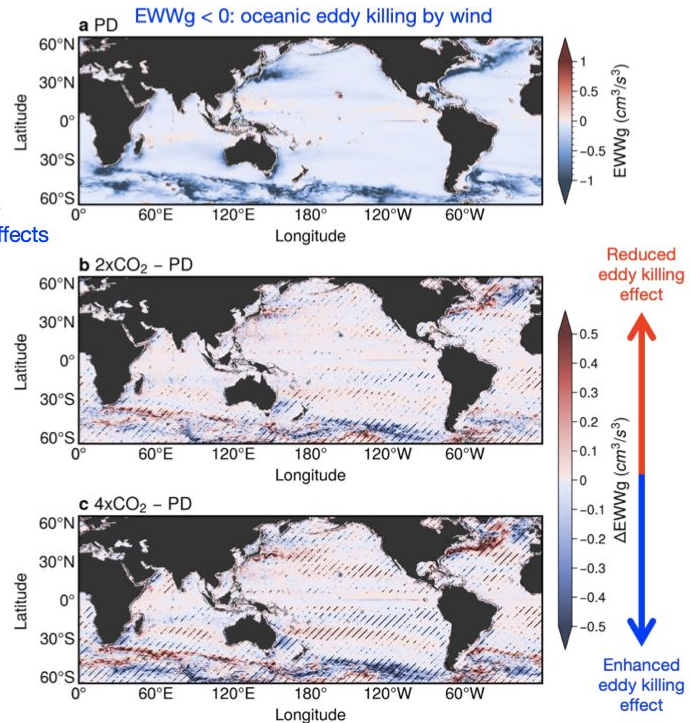 EWWg < 0: oceanic eddy killing by wind
a PD
60°N
30°N
0°
30°S
60°S
Latitude
0° 60°E 120°E 180° 120°W 60°W
Longitude
1
0.5
0
−0.5
−1
EWWg (cm³/s³)
ffects
b 2xCO₂ − PD
60°N
30°N
0°
30°S
60°S
Latitude
0° 60°E 120°E 180° 120°W 60°W
Longitude
c 4xCO₂ − PD
60°N
30°N
0°
30°S
60°S
Latitude
0° 60°E 120°E 180° 120°W 60°W
Longitude
0.5
0.4
0.3
0.2
0.1
0
−0.1
−0.2
−0.3
−0.4
−0.5
ΔEWWg (cm³/s³)
Reduced
eddy killing
effect
Enhanced
eddy killing
effect